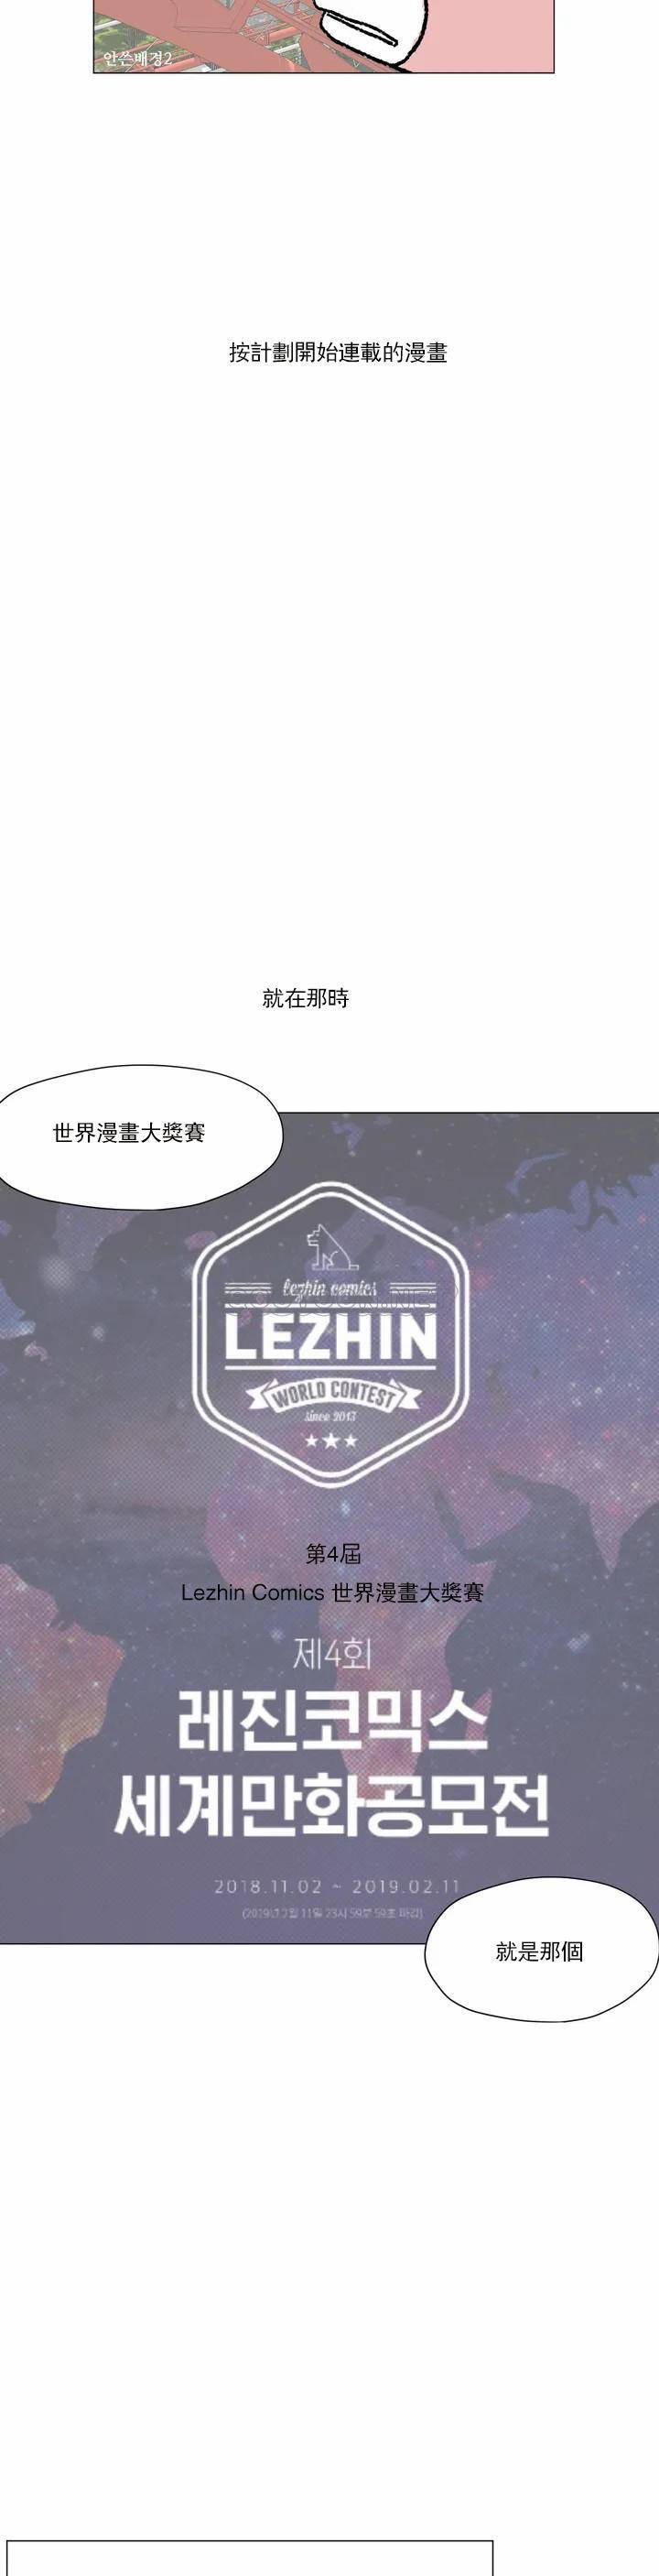 안쓴배경2
按計劃開始連載的漫畫
就在那時
世界漫畫大獎賽
lezhin comics
LEZHIN
WORLD CONTEST
since 2013
第4屆
Lezhin Comics 世界漫畫大獎賽
제4회
레진코믹스
세계만화공모전
2018.11.02 ~ 2019.02.11
(2019년 2월 11일 23시 59분 59초 마감)
就是那個